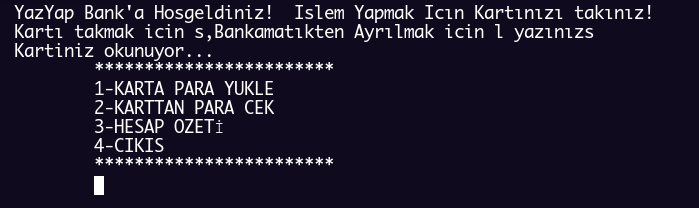 YazYap Bank'a Hosgeldiniz!  Islem Yapmak Icın Kartınızı takınız!
Kartı takmak icin s,Bankamatıkten Ayrılmak icin l yazınızs
Kartiniz okunuyor...
************************
1-KARTA PARA YUKLE
2-KARTTAN PARA CEK
3-HESAP OZETİ
4-CIKIS
************************